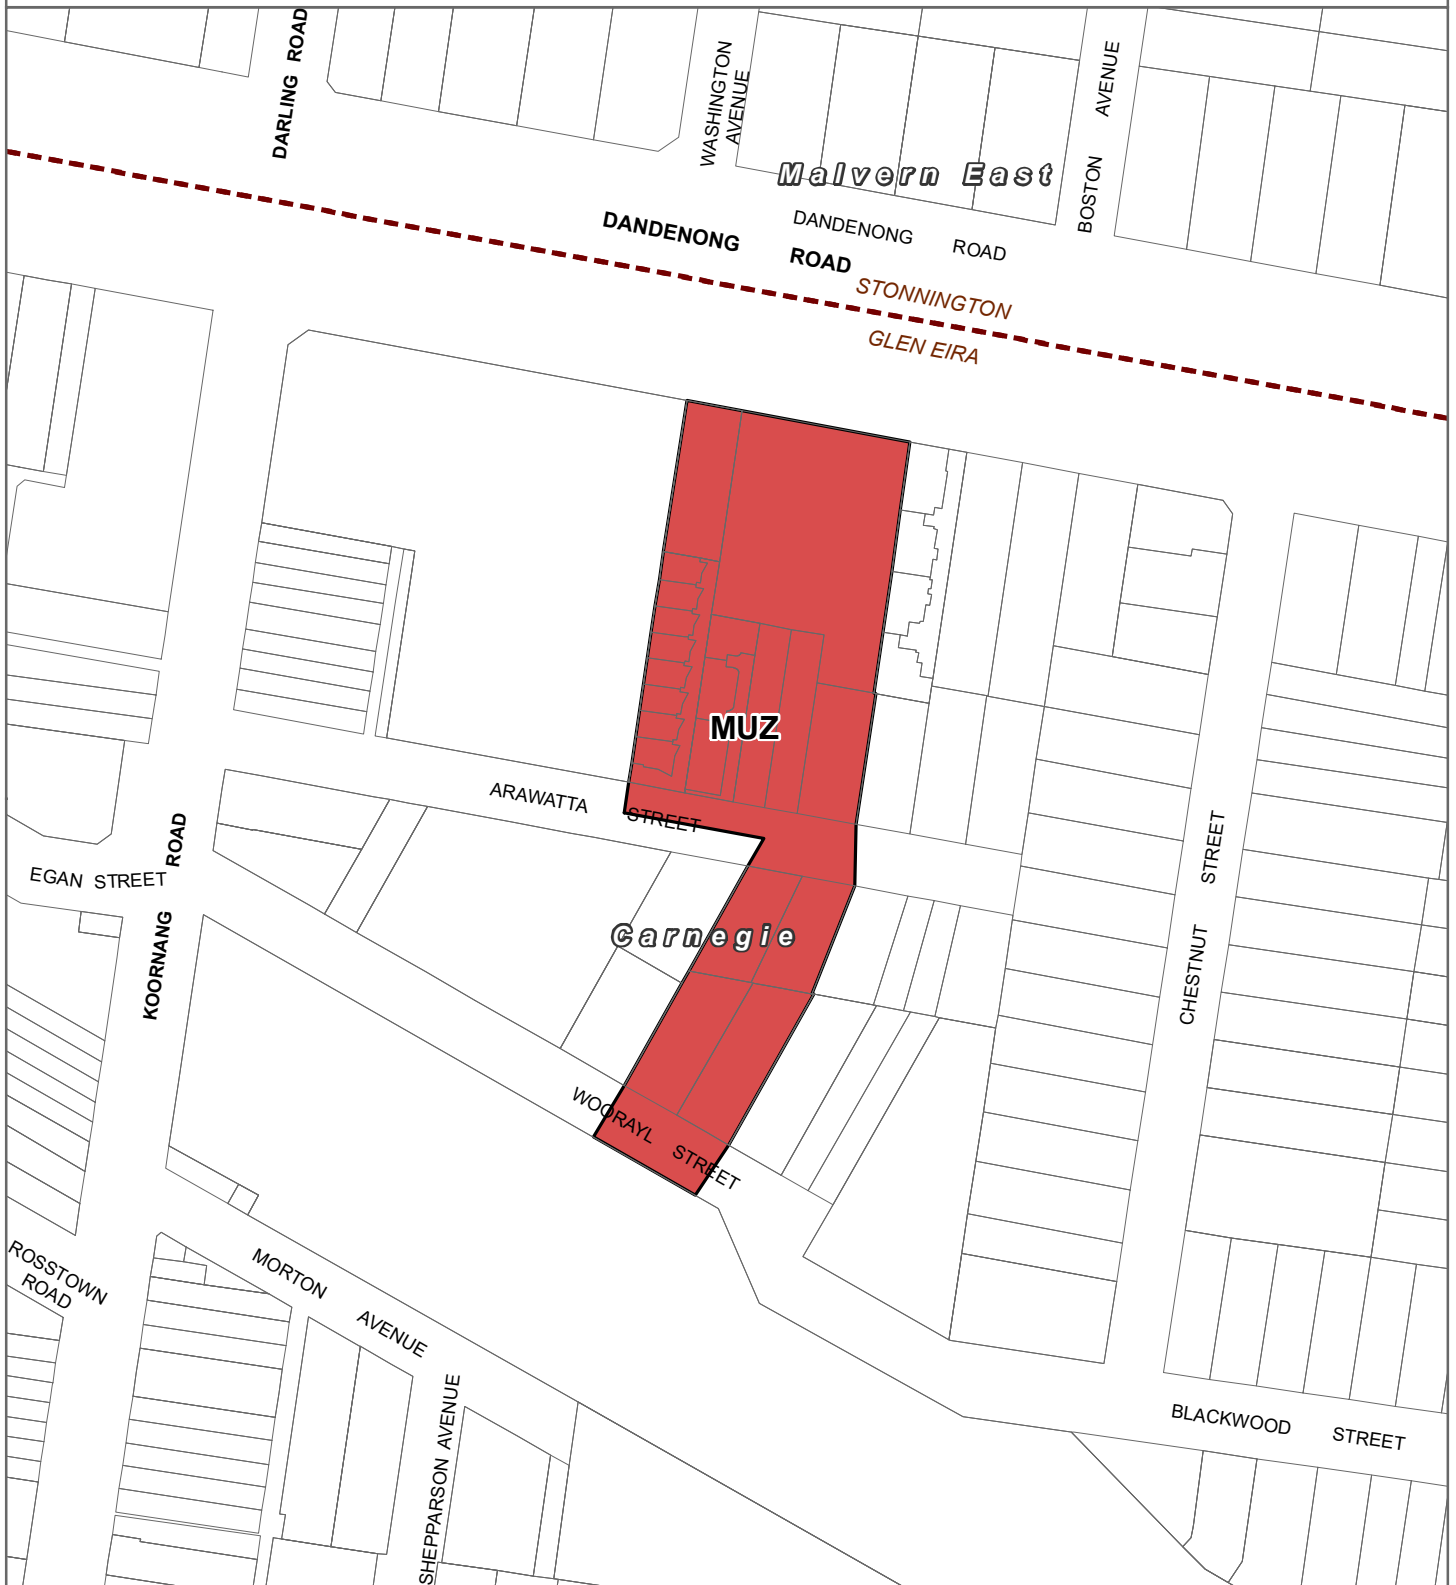 DARLING ROAD
WASHINGTON
AVENUE
BOSTON AVENUE
Malvern East
DANDENONG ROAD
DANDENONG ROAD
STONNINGTON
GLEN EIRA
MUZ
ARAWATTA STREET
EGAN STREET
KOORNANG ROAD
Carnegie
CHESTNUT STREET
WOORAYL STREET
ROSSTOWN
ROAD
MORTON AVENUE
SHEPPARSON AVENUE
BLACKWOOD STREET